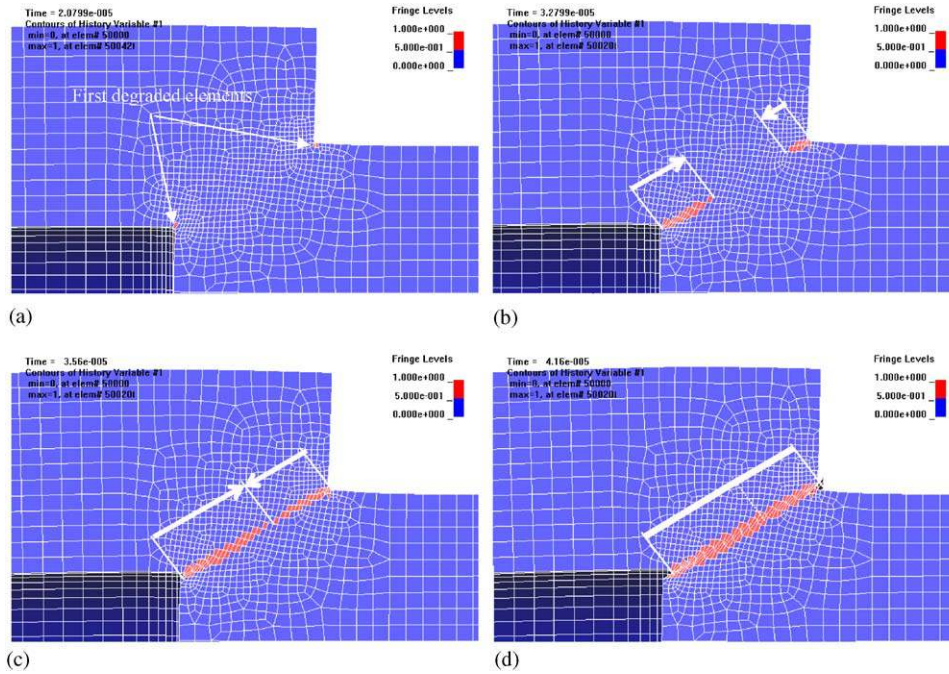 Time = 2.0799e-005
Contours of History Variable #1
min=0, at elem# 50000
max=1, at elem# 50042!
Fringe Levels
1.000e+000
5.000e-001
0.000e+000
First degraded elements
(a)
Time = 3.2799e-005
Contours of History Variable #1
min=0, at elem# 50000
max=1, at elem# 50020!
Fringe Levels
1.000e+000
5.000e-001
0.000e+000
(b)
Time = 3.56e-005
Contours of History Variable #1
min=0, at elem# 50000
max=1, at elem# 50020!
Fringe Levels
1.000e+000
5.000e-001
0.000e+000
(c)
Time = 4.16e-005
Contours of History Variable #1
min=0, at elem# 50000
max=1, at elem# 50020!
Fringe Levels
1.000e+000
5.000e-001
0.000e+000
(d)